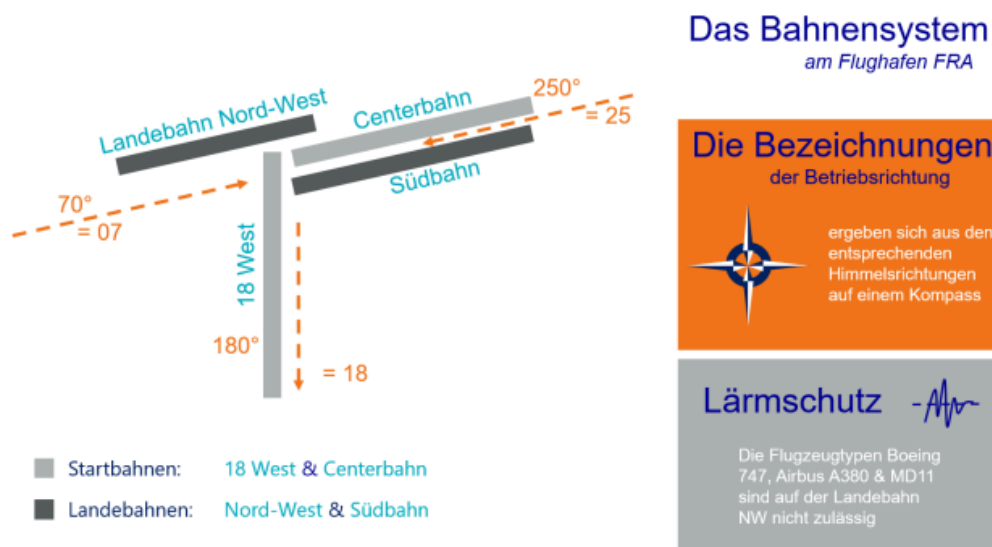 Das Bahnensystem
am Flughafen FRA
Landebahn Nord-West
Centerbahn
250°
= 25
Südbahn
70°
= 07
18 West
180°
= 18
Die Bezeichnungen
der Betriebsrichtung
ergeben sich aus den
entsprechenden
Himmelsrichtungen
auf einem Kompass
Lärmschutz
Die Flugzeugtypen Boeing
747, Airbus A380 & MD11
sind auf der Landebahn
NW nicht zulässig
Startbahnen: 18 West & Centerbahn
Landebahnen: Nord-West & Südbahn